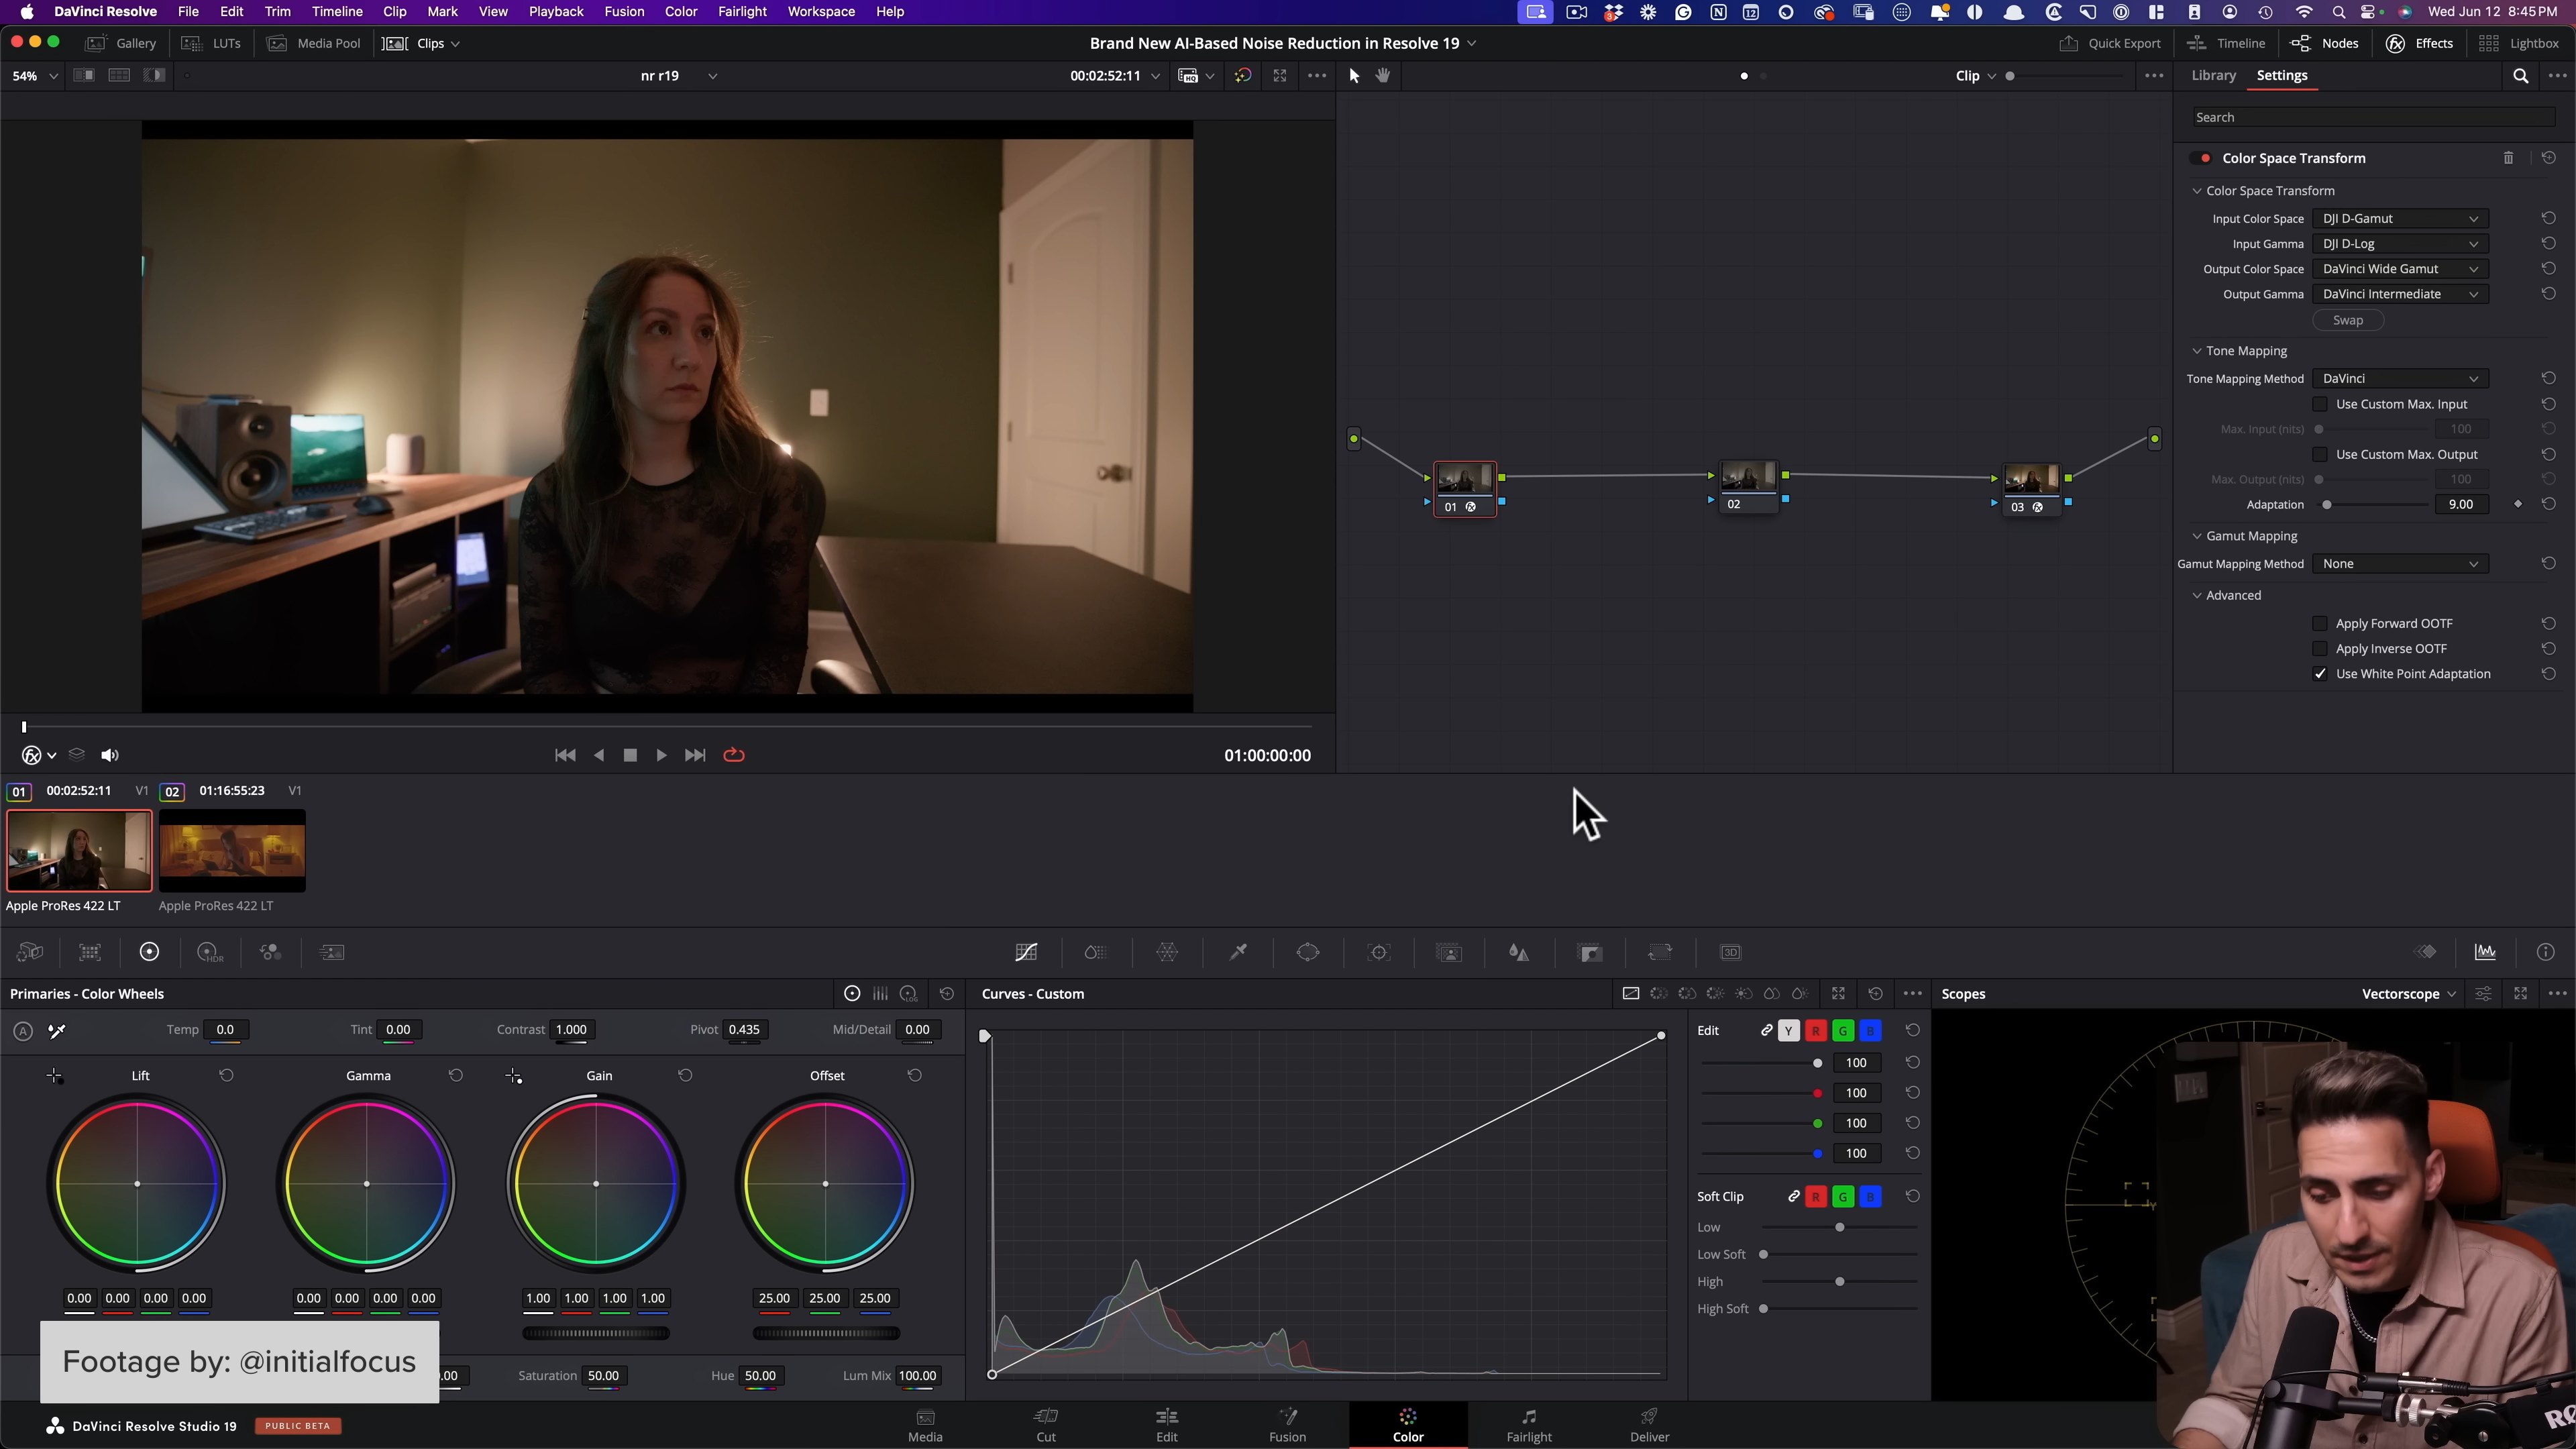 DaVinci Resolve File Edit Trim Timeline Clip Mark View Playback Fusion Color Fairlight Workspace Help Wed Jun 12 8:45 PM
Gallery LUTs Media Pool Clips Brand New AI-Based Noise Reduction in Resolve 19 Quick Export Timeline Nodes Effects Lightbox
54% nr r19 00:02:52:11 Clip Library Settings
Search
Color Space Transform
Color Space Transform
Input Color Space DJI D-Gamut
Input Gamma DJI D-Log
Output Color Space DaVinci Wide Gamut
Output Gamma DaVinci Intermediate
Swap
Tone Mapping
Tone Mapping Method DaVinci
Use Custom Max. Input
Max. Input (nits) 100
Use Custom Max. Output
Max. Output (nits) 100
Adaptation 9.00
Gamut Mapping
Gamut Mapping Method None
Advanced
Apply Forward OOTF
Apply Inverse OOTF
Use White Point Adaptation
01 02 03
01:00:00:00
01 00:02:52:11 V1 02 01:16:55:23 V1
Apple ProRes 422 LT Apple ProRes 422 LT
HDR 3D
Primaries - Color Wheels LOG
Curves - Custom
Scopes Vectorscope
A Temp 0.0 Tint 0.00 Contrast 1.000 Pivot 0.435 Mid/Detail 0.00
Lift Gamma Gain Offset
0.00 0.00 0.00 0.00 0.00 0.00 0.00 0.00 1.00 1.00 1.00 1.00 25.00 25.00 25.00
Edit Y R G B
100
100
100
100
Soft Clip R G B
Low
Low Soft
High
High Soft
Footage by: @initialfocus
.00 Saturation 50.00 Hue 50.00 Lum Mix 100.00
DaVinci Resolve Studio 19 PUBLIC BETA
Media Cut Edit Fusion Color Fairlight Deliver